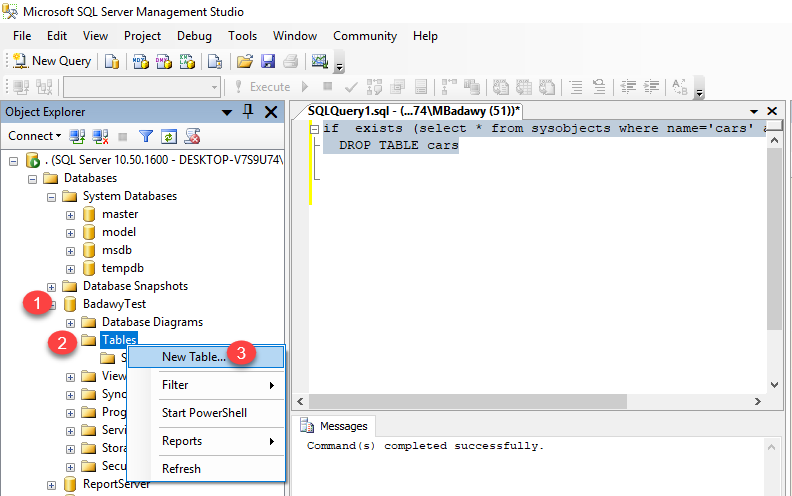 Microsoft SQL Server Management Studio
File Edit View Project Debug Tools Window Community Help
New Query
Execute
Object Explorer
Connect
. (SQL Server 10.50.1600 - DESKTOP-V7S9U74\
Databases
System Databases
master
model
msdb
tempdb
Database Snapshots
1
BadawyTest
Database Diagrams
2
Tables
S
View
Sync
Prog
Servi
Stora
Secu
ReportServer
New Table...
3
Filter
Start PowerShell
Reports
Refresh
SQLQuery1.sql - (...74\MBadawy (51))*
if exists (select * from sysobjects where name='cars' a
DROP TABLE cars
Messages
Command(s) completed successfully.